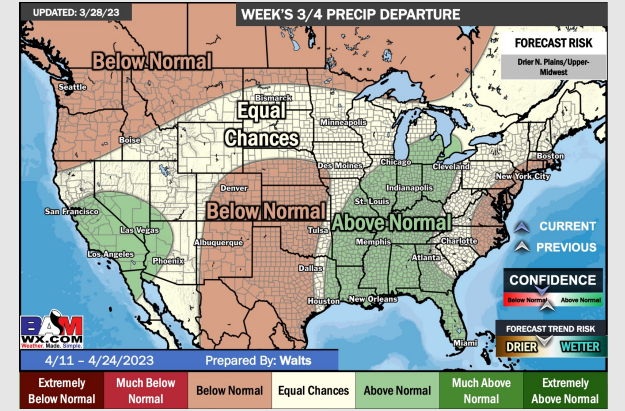 UPDATED: 3/28/23
WEEK'S 3/4 PRECIP DEPARTURE
FORECAST RISK
Drier N. Plains/Upper-
Midwest
Below Normal
Seattle
Bismarck
Equal
Chances
Minneapolis
Boise
Des Moines
Chicago
Cleveland
Boston
New York City
Denver
Indianapolis
San Francisco
Below Normal
St. Louis
Above Normal
Las Vegas
Tulsa
Albuquerque
Memphis
Charlotte
Los Angeles
Phoenix
Atlanta
Dallas
Houston
New Orleans
Miami
CURRENT
PREVIOUS
CONFIDENCE
Below Normal
Above Normal
FORECAST TREND RISK
DRIER
WETTER
BAM
WX.COM
Weather. Made. Simple.
4/11 – 4/24/2023
Prepared By: Walts
Extremely
Below Normal
Much Below
Normal
Below Normal
Equal Chances
Above Normal
Much Above
Normal
Extremely
Above Normal